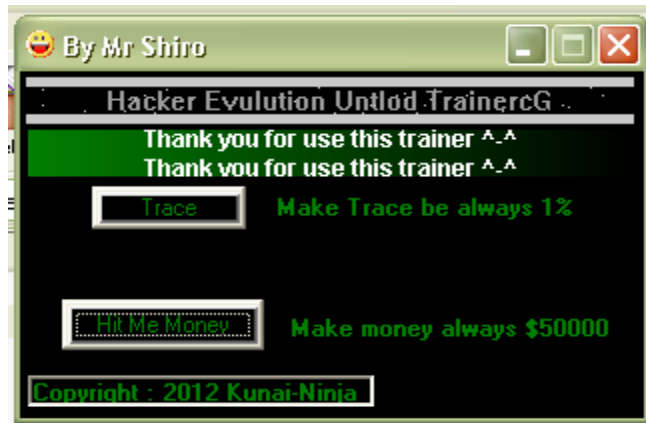 By Mr Shiro
Hacker Evulution Untlod TrainercG
Thank you for use this trainer ^-^
Thank you for use this trainer ^-^
Trace Make Trace be always 1%
Hit Me Money Make money always $50000
Copyright : 2012 Kunai-Ninja